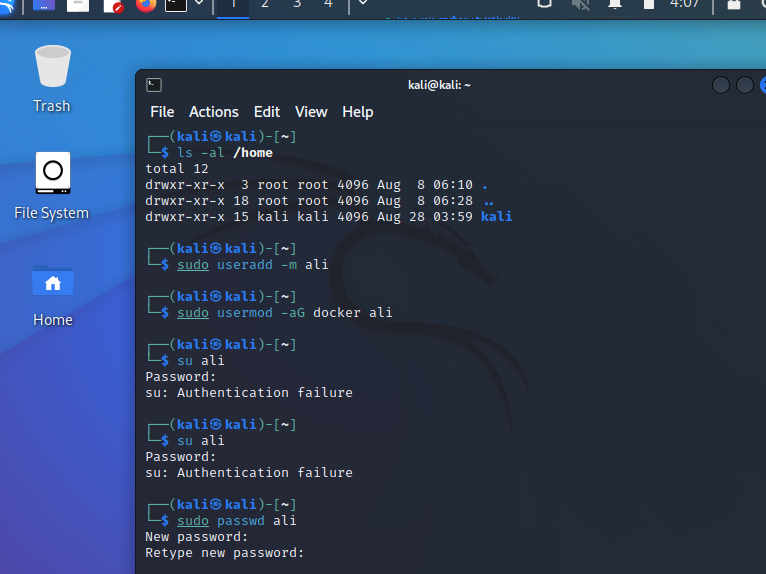 1 2 3 4 4:07
Trash
File System
Home
kali@kali: ~
File Actions Edit View Help
┌──(kali㉿kali)-[~]
└─$ ls -al /home
total 12
drwxr-xr-x  3 root root 4096 Aug  8 06:10 .
drwxr-xr-x 18 root root 4096 Aug  8 06:28 ..
drwxr-xr-x 15 kali kali 4096 Aug 28 03:59 kali
┌──(kali㉿kali)-[~]
└─$ sudo useradd -m ali
┌──(kali㉿kali)-[~]
└─$ sudo usermod -aG docker ali
┌──(kali㉿kali)-[~]
└─$ su ali
Password:
su: Authentication failure
┌──(kali㉿kali)-[~]
└─$ su ali
Password:
su: Authentication failure
┌──(kali㉿kali)-[~]
└─$ sudo passwd ali
New password:
Retype new password: